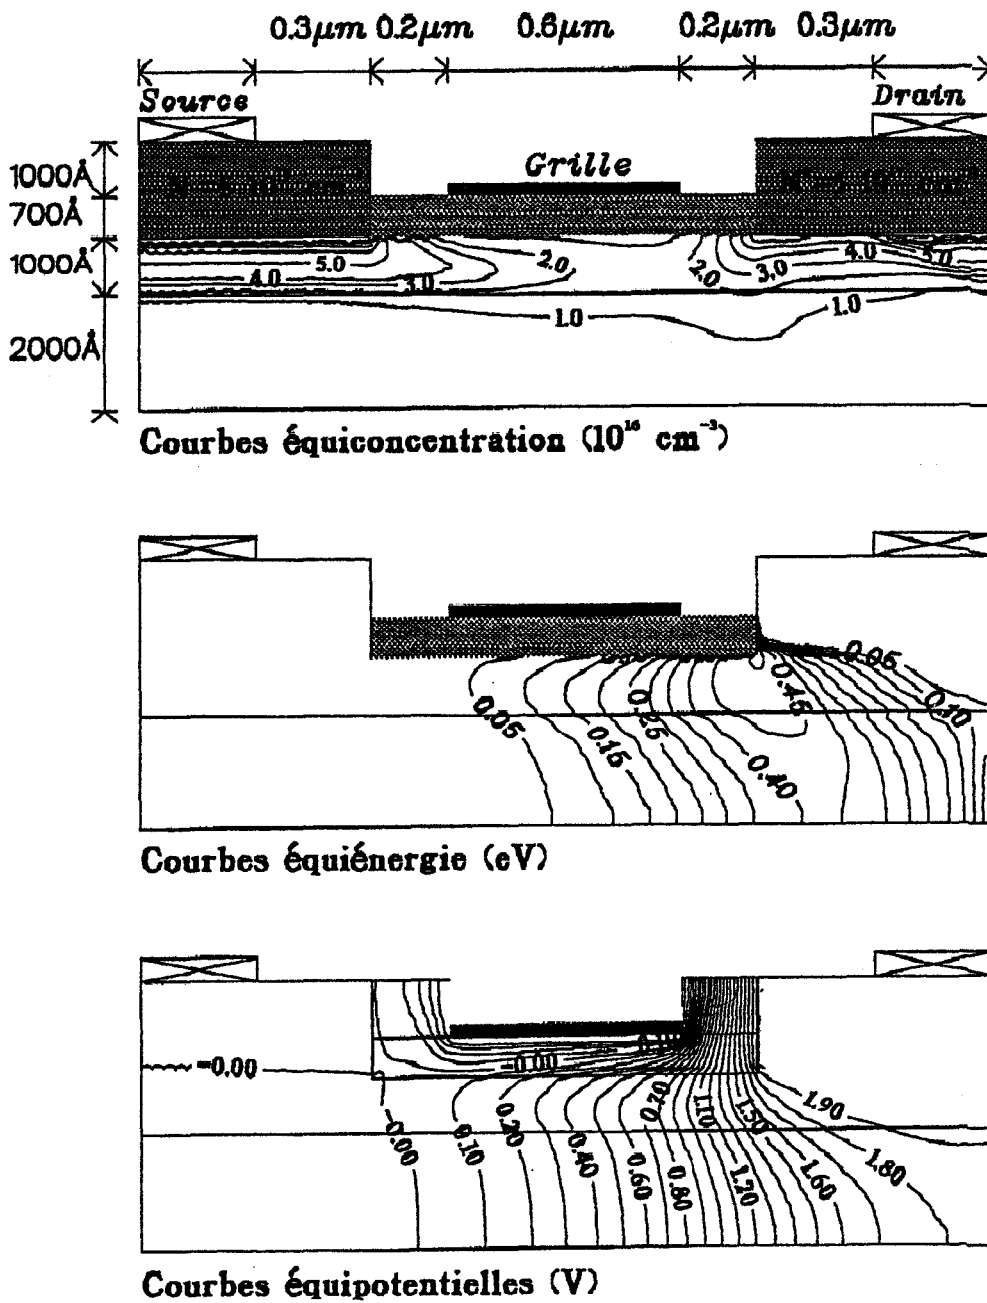 0.3μm 0.2μm 0.6μm 0.2μm 0.3μm
Source
Drain
Grille
1000Å
700Å
1000Å
2000Å
5.0
4.0
3.0
2.0
2.0
3.0
4.0
5.0
1.0
1.0
Courbes équiconcentration (10¹⁶ cm⁻³)
0.05
0.15
0.25
0.40
0.45
0.05
0.10
Courbes équiénergie (eV)
-0.00
-0.00
-0.00
0.10
0.20
0.40
0.60
0.70
0.80
1.10
1.20
1.50
1.60
1.80
1.90
Courbes équipotentielles (V)